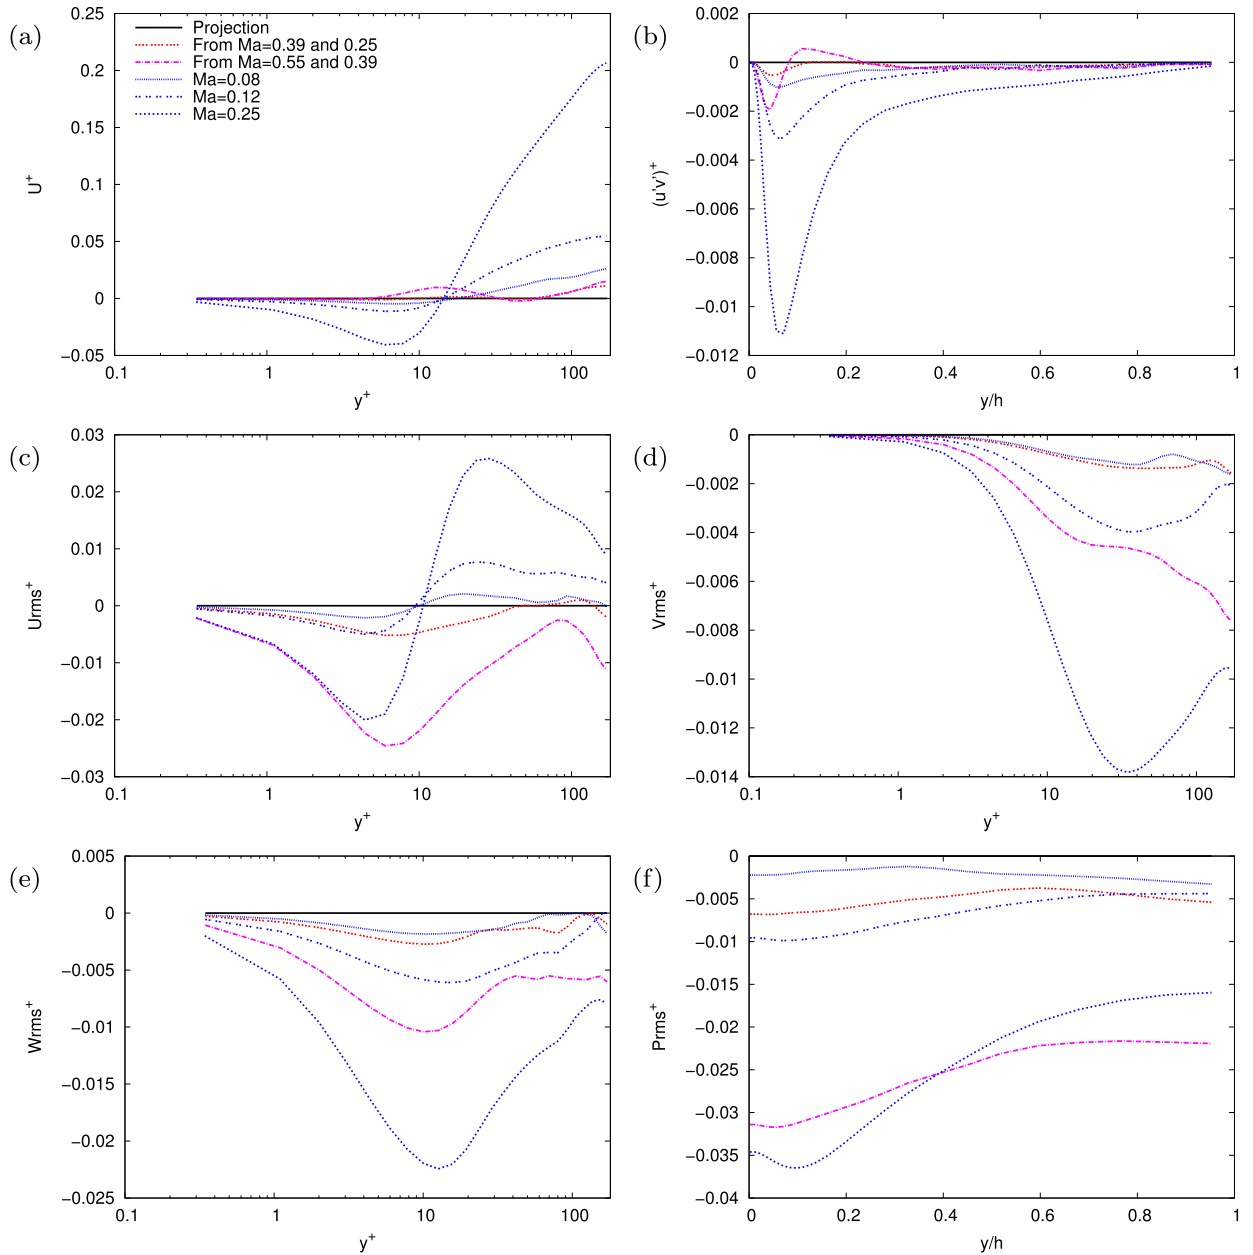 (a)
0.25
0.2
0.15
0.1
0.05
0
−0.05
U+
0.1 1 10 100
y+
Projection
From Ma=0.39 and 0.25
From Ma=0.55 and 0.39
Ma=0.08
Ma=0.12
Ma=0.25
(b)
0.002
0
−0.002
−0.004
−0.006
−0.008
−0.01
−0.012
(u'v')+
0 0.2 0.4 0.6 0.8 1
y/h
(c)
0.03
0.02
0.01
0
−0.01
−0.02
−0.03
Urms+
0.1 1 10 100
y+
(d)
0
−0.002
−0.004
−0.006
−0.008
−0.01
−0.012
−0.014
Vrms+
0.1 1 10 100
y+
(e)
0.005
0
−0.005
−0.01
−0.015
−0.02
−0.025
Wrms+
0.1 1 10 100
y+
(f)
0
−0.005
−0.01
−0.015
−0.02
−0.025
−0.03
−0.035
−0.04
Prms+
0 0.2 0.4 0.6 0.8 1
y/h